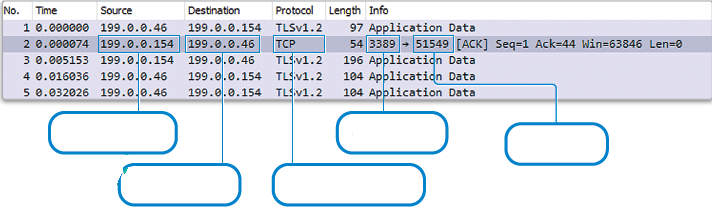 No. Time Source Destination Protocol Length Info
1 0.000000 199.0.0.46 199.0.0.154 TLSv1.2 97 Application Data
2 0.000074 199.0.0.154 199.0.0.46 TCP 54 3389 → 51549 [ACK] Seq=1 Ack=44 Win=63846 Len=0
3 0.005153 199.0.0.154 199.0.0.46 TLSv1.2 196 Application Data
4 0.016036 199.0.0.46 199.0.0.154 TLSv1.2 104 Application Data
5 0.032026 199.0.0.46 199.0.0.154 TLSv1.2 104 Application Data